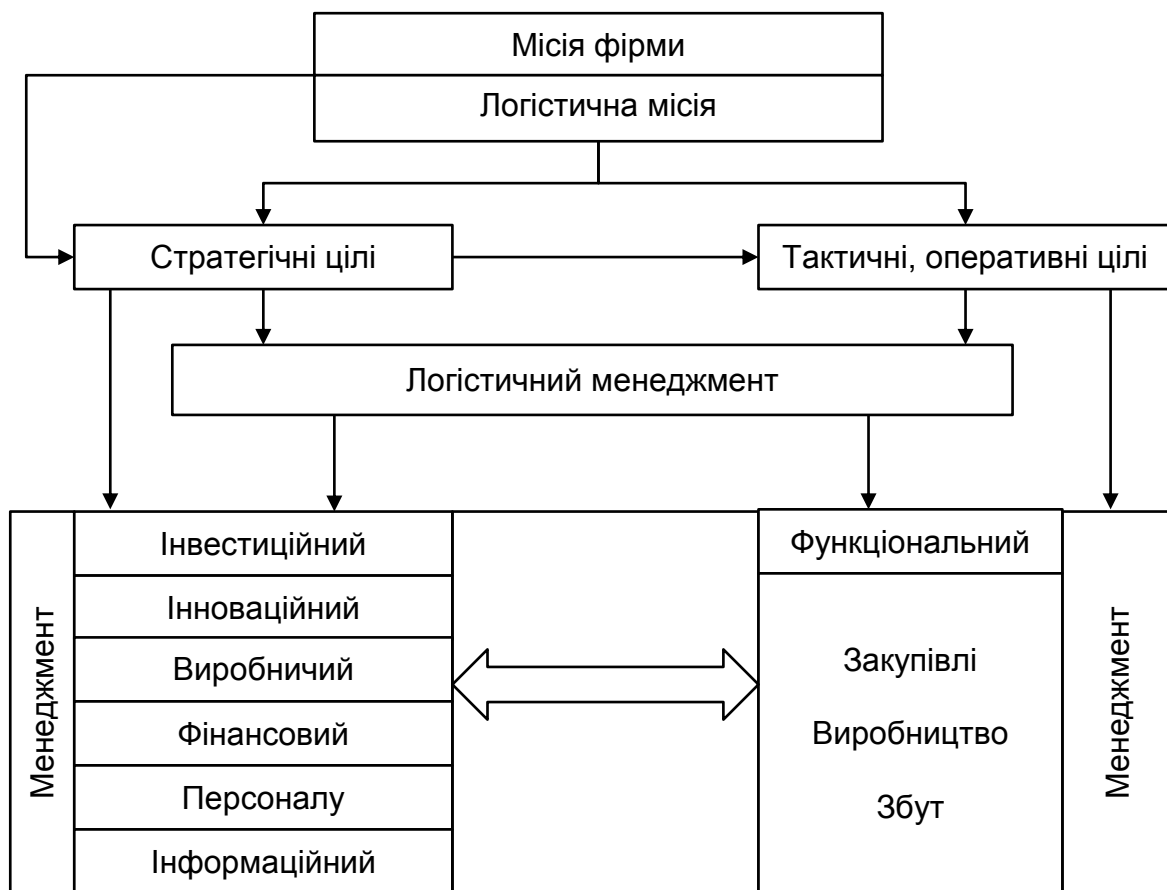 Місія фірми
Логістична місія
Стратегічні цілі
Тактичні, оперативні цілі
Логістичний менеджмент
Менеджмент
Інвестиційний
Інноваційний
Виробничий
Фінансовий
Персоналу
Інформаційний
Функціональний
Закупівлі
Виробництво
Збут
Менеджмент